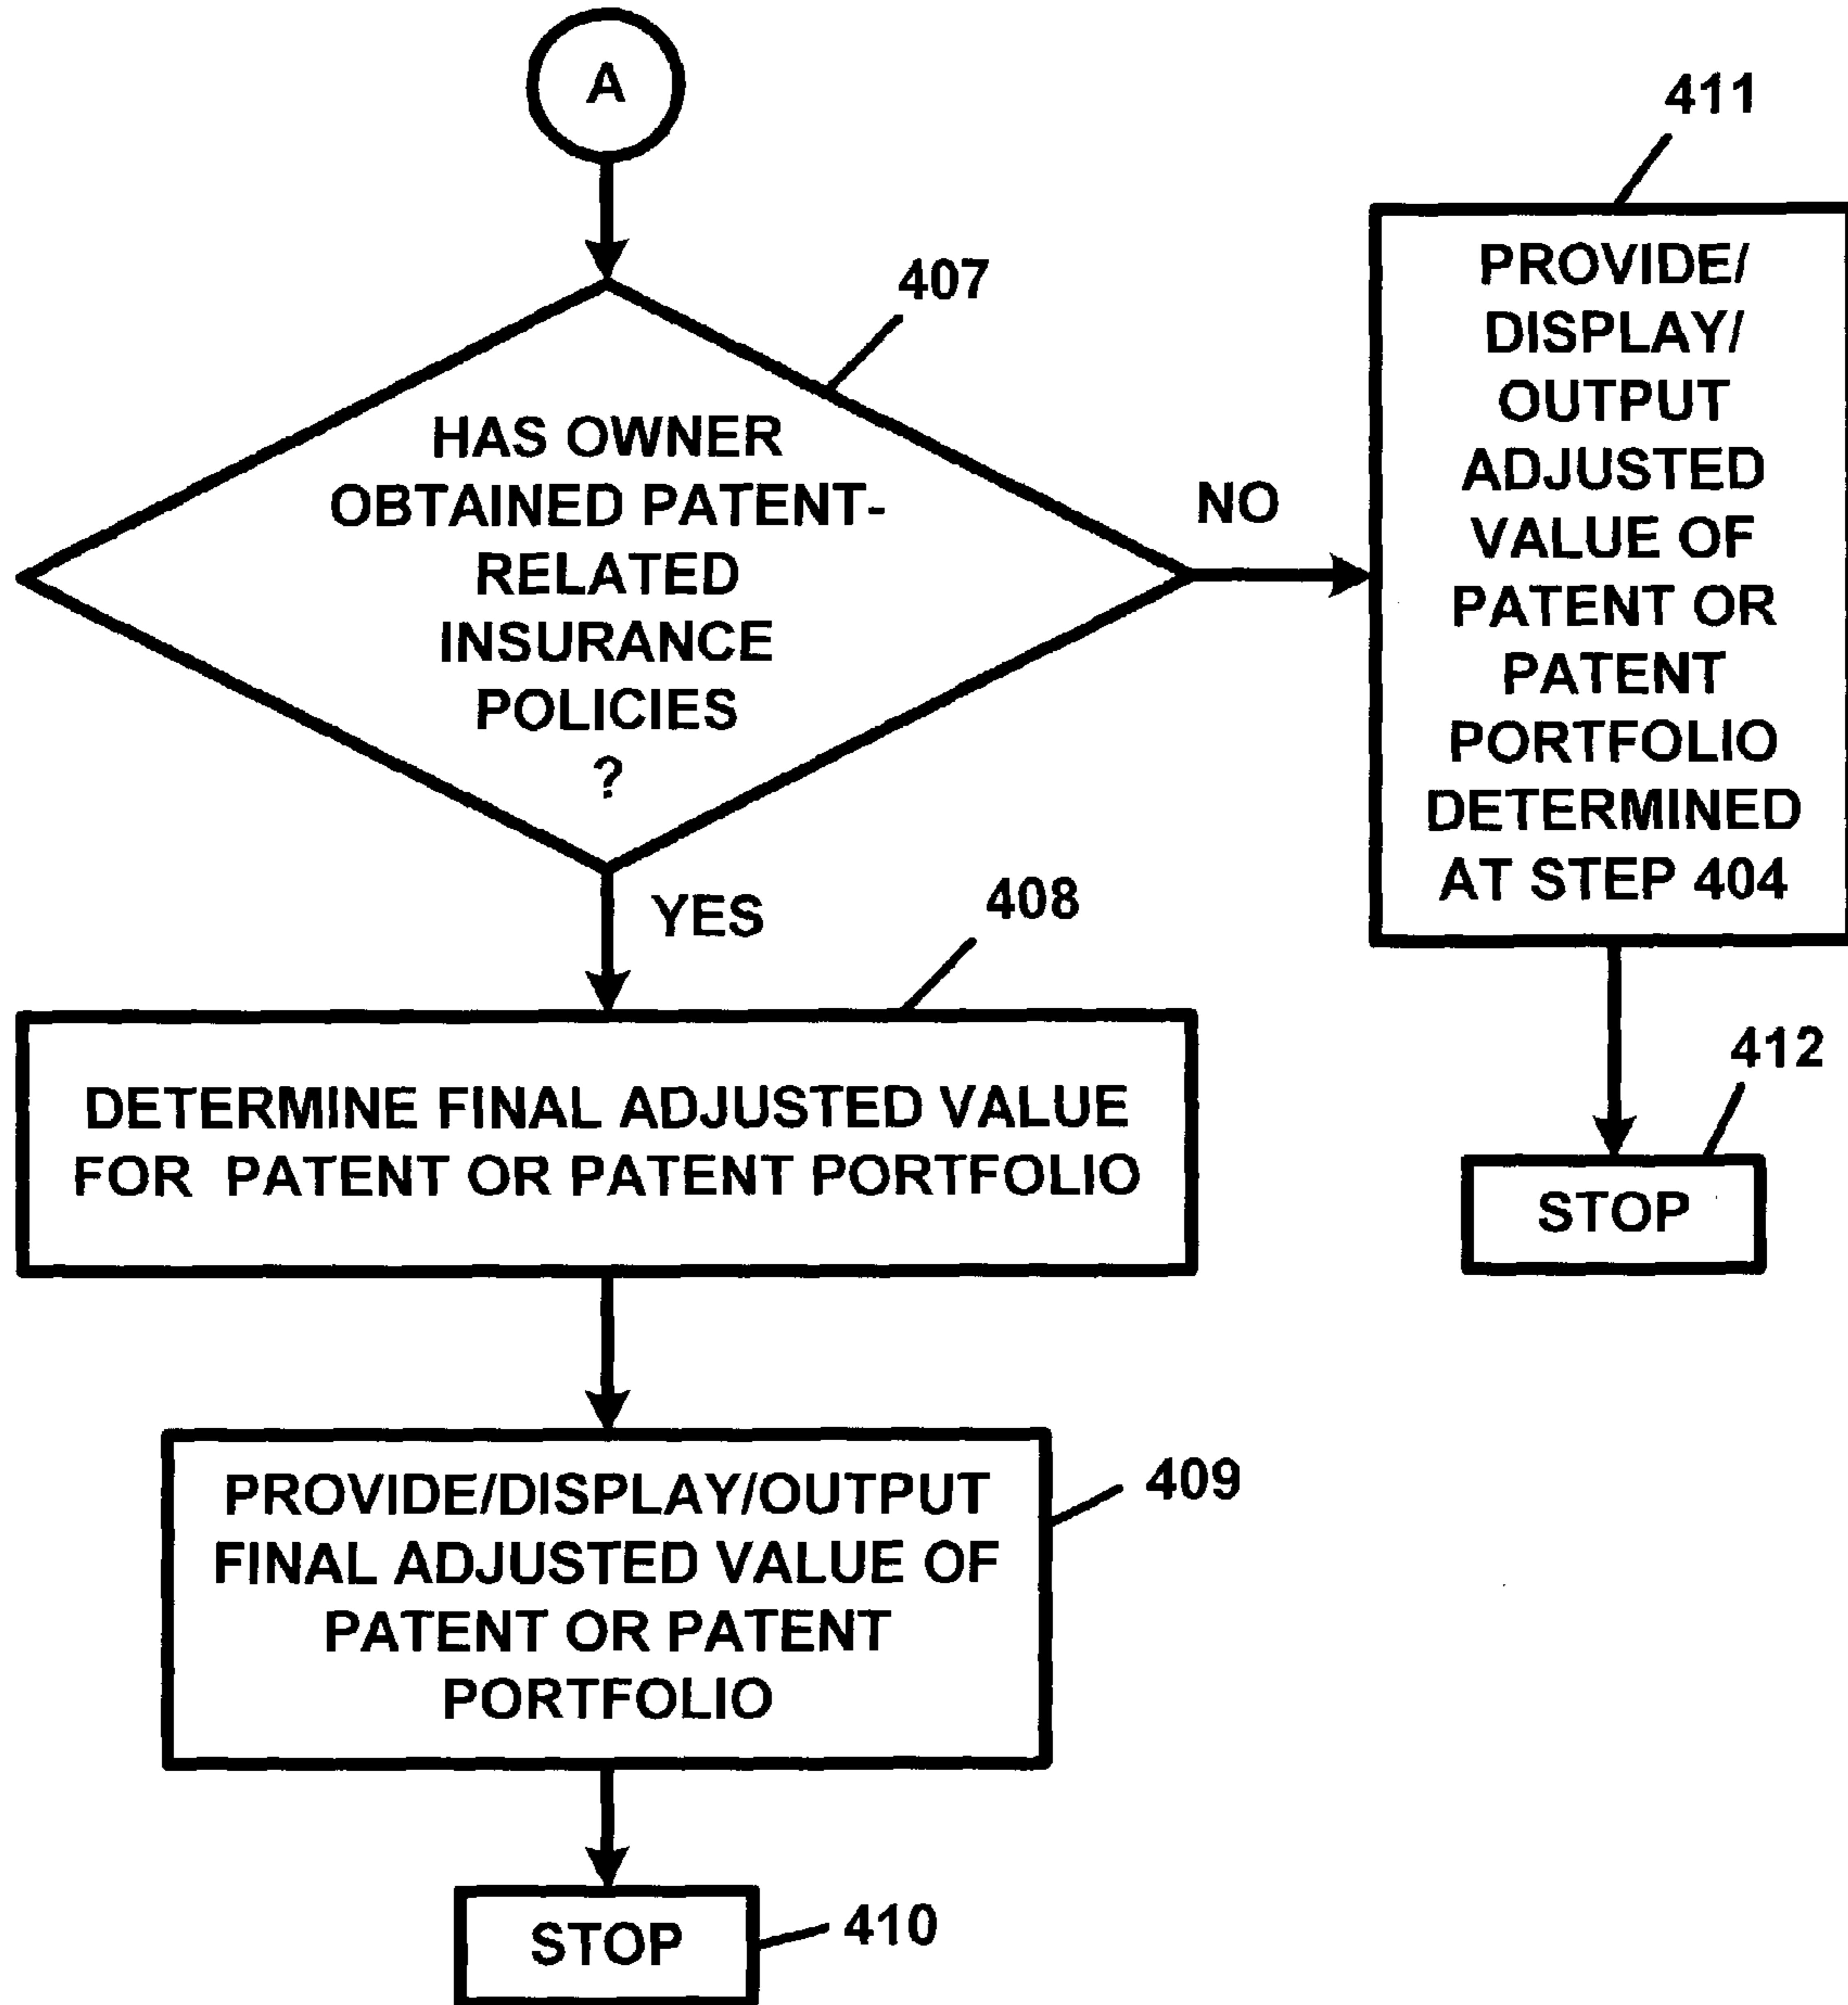 A
407
HAS OWNER
OBTAINED PATENT-
RELATED
INSURANCE
POLICIES
?
NO
YES
411
PROVIDE/
DISPLAY/
OUTPUT
ADJUSTED
VALUE OF
PATENT OR
PATENT
PORTFOLIO
DETERMINED
AT STEP 404
412
STOP
408
DETERMINE FINAL ADJUSTED VALUE
FOR PATENT OR PATENT PORTFOLIO
409
PROVIDE/DISPLAY/OUTPUT
FINAL ADJUSTED VALUE OF
PATENT OR PATENT
PORTFOLIO
STOP
410